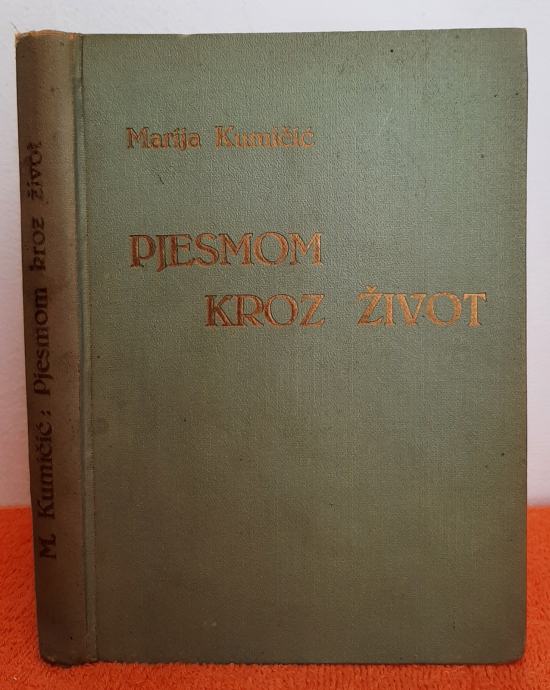 Marija Kumičić
PJESMOM
KROZ ŽIVOT
M. Kumičić: Pjesmom kroz život